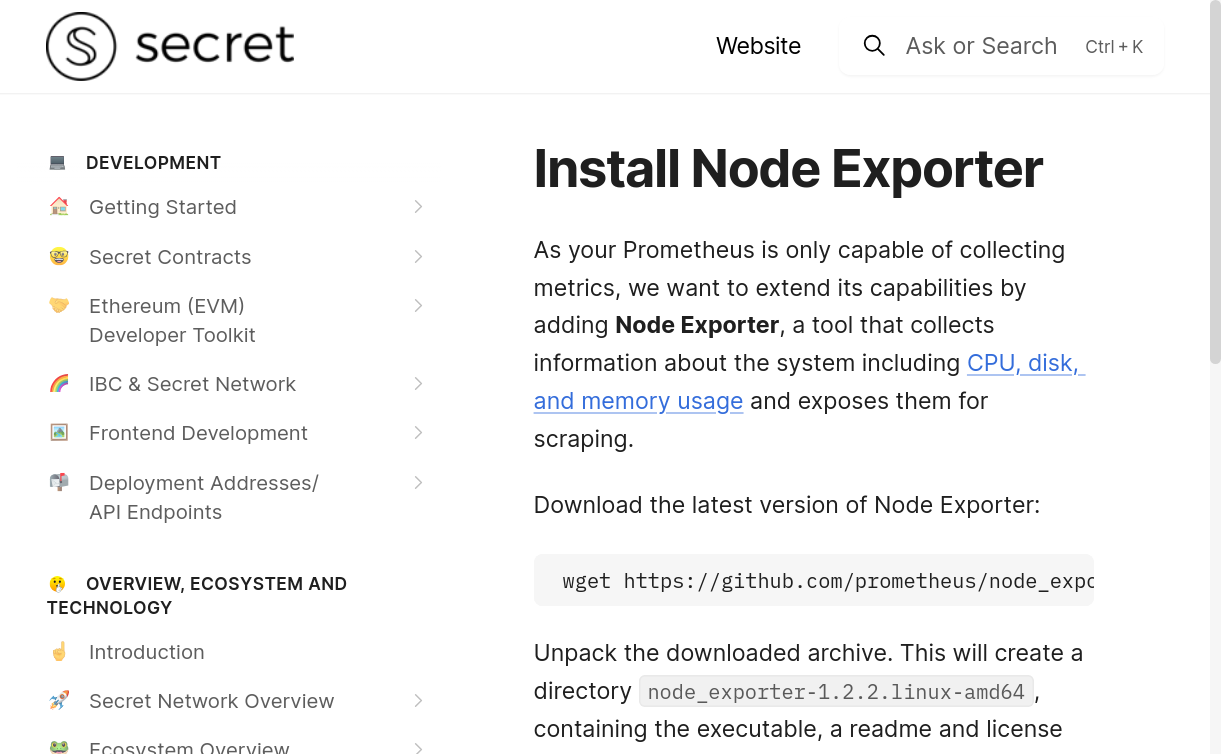 secret
Website
Ask or Search Ctrl + K
DEVELOPMENT
Getting Started
Secret Contracts
Ethereum (EVM)
Developer Toolkit
IBC & Secret Network
Frontend Development
Deployment Addresses/
API Endpoints
OVERVIEW, ECOSYSTEM AND
TECHNOLOGY
Introduction
Secret Network Overview
Ecosystem Overview
Install Node Exporter
As your Prometheus is only capable of collecting
metrics, we want to extend its capabilities by
adding Node Exporter, a tool that collects
information about the system including CPU, disk,
and memory usage and exposes them for
scraping.
Download the latest version of Node Exporter:
wget https://github.com/prometheus/node_expo
Unpack the downloaded archive. This will create a
directory node_exporter-1.2.2.linux-amd64,
containing the executable, a readme and license